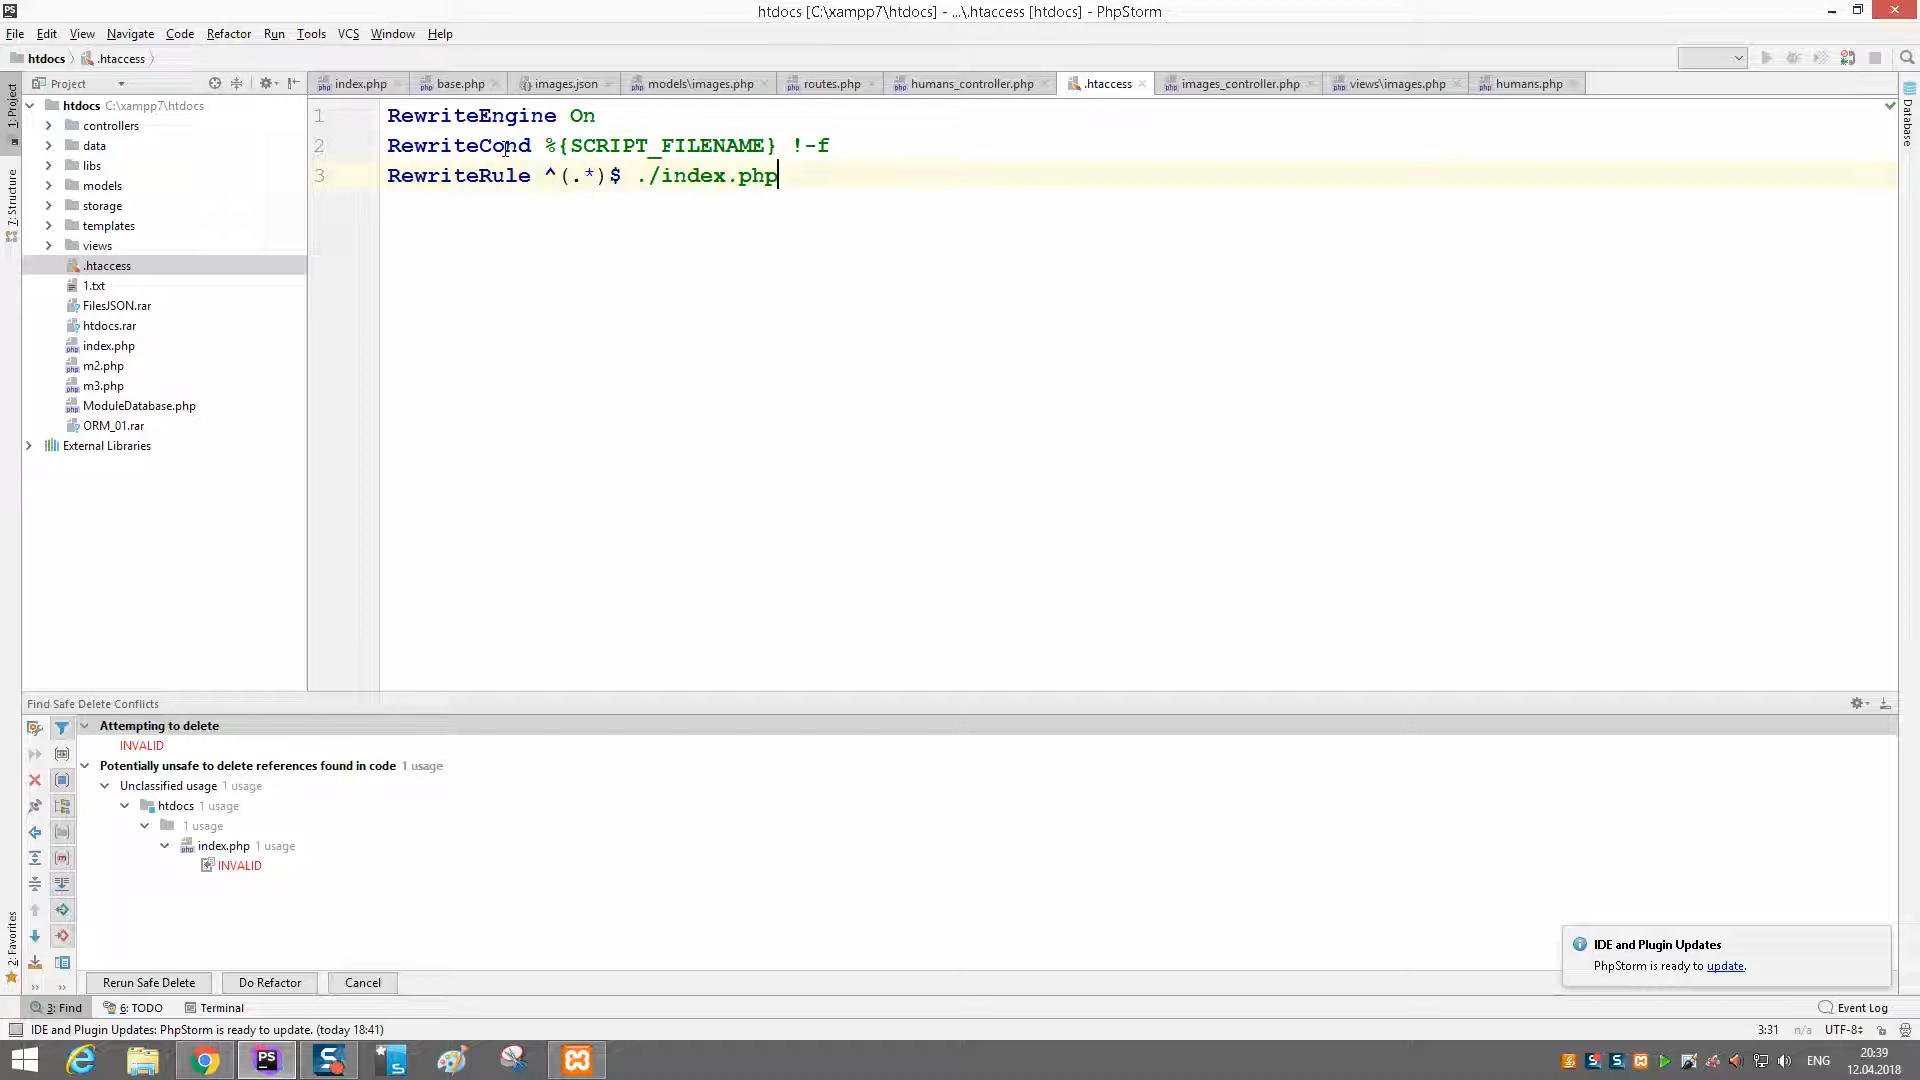 htdocs [C:\xampp7\htdocs] - ...\.htaccess [htdocs] - PhpStorm
File Edit View Navigate Code Refactor Run Tools VCS Window Help
htdocs .htaccess
Project
index.php base.php images.json models\images.php routes.php humans_controller.php .htaccess images_controller.php views\images.php humans.php
1: Project
7: Structure
2: Favorites
Database
htdocs C:\xampp7\htdocs
controllers
data
libs
models
storage
templates
views
.htaccess
1.txt
FilesJSON.rar
htdocs.rar
index.php
m2.php
m3.php
ModuleDatabase.php
ORM_01.rar
External Libraries
1 RewriteEngine On
2 RewriteCond %{SCRIPT_FILENAME} !-f
3 RewriteRule ^(.*)$ ./index.php
Find Safe Delete Conflicts
Attempting to delete
INVALID
Potentially unsafe to delete references found in code 1 usage
Unclassified usage 1 usage
htdocs 1 usage
1 usage
index.php 1 usage
INVALID
Rerun Safe Delete Do Refactor Cancel
IDE and Plugin Updates
PhpStorm is ready to update.
3: Find 6: TODO Terminal Event Log
IDE and Plugin Updates: PhpStorm is ready to update. (today 18:41) 3:31 n/a UTF-8
ENG 20:39
12.04.2018